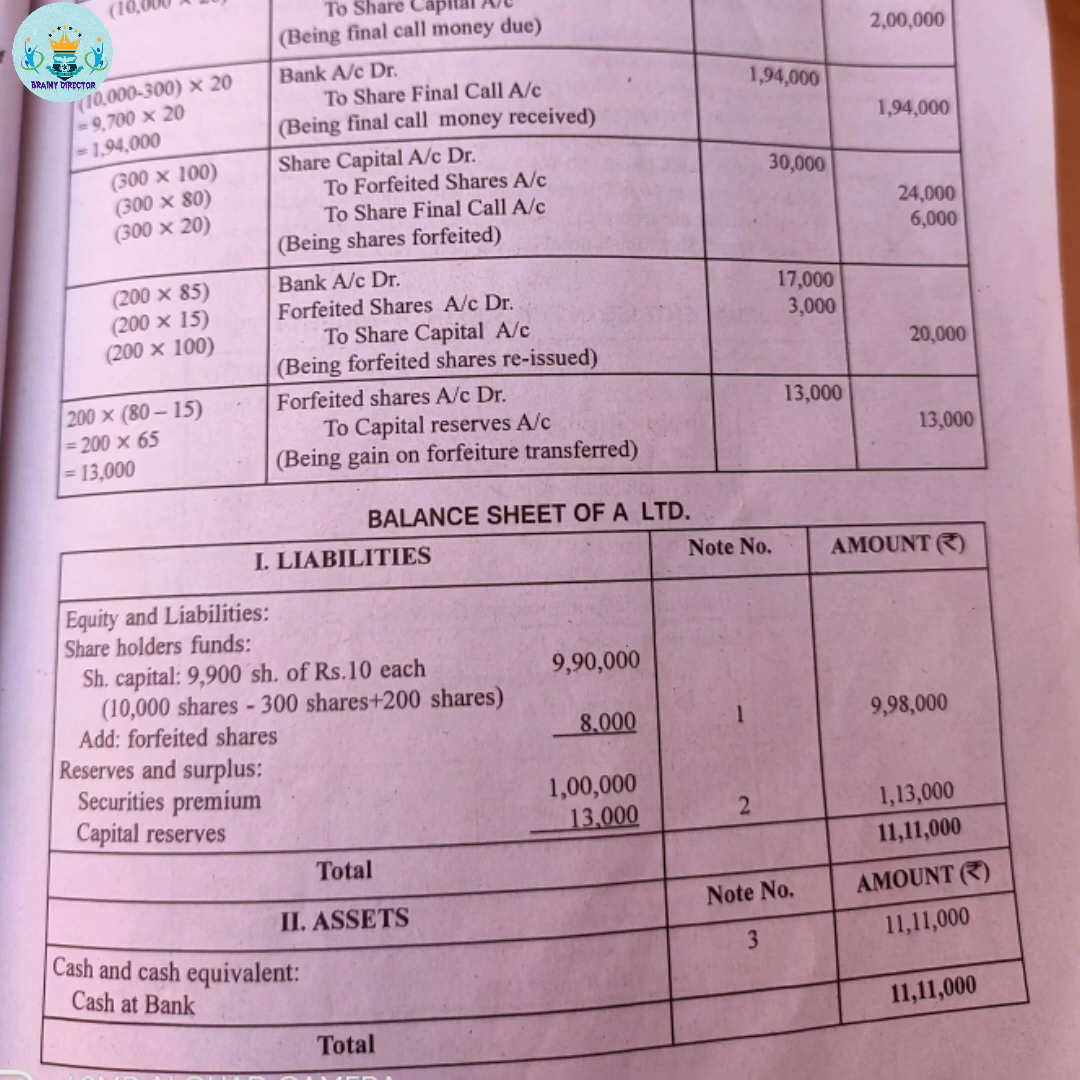 BRAINY DIRECTOR
To Share Capital A/c
(Being final call money due)
2,00,000
(10,000-300) × 20
= 9,700 × 20
= 1,94,000
Bank A/c Dr.
To Share Final Call A/c
(Being final call money received)
1,94,000
1,94,000
(300 × 100)
(300 × 80)
(300 × 20)
Share Capital A/c Dr.
To Forfeited Shares A/c
To Share Final Call A/c
(Being shares forfeited)
30,000
24,000
6,000
(200 × 85)
(200 × 15)
(200 × 100)
Bank A/c Dr.
Forfeited Shares A/c Dr.
To Share Capital A/c
(Being forfeited shares re-issued)
17,000
3,000
20,000
200 × (80 – 15)
= 200 × 65
= 13,000
Forfeited shares A/c Dr.
To Capital reserves A/c
(Being gain on forfeiture transferred)
13,000
13,000
BALANCE SHEET OF A LTD.
I. LIABILITIES Note No. AMOUNT (₹)
Equity and Liabilities:
Share holders funds:
Sh. capital: 9,900 sh. of Rs.10 each 9,90,000
(10,000 shares - 300 shares+200 shares)
Add: forfeited shares 8,000 1 9,98,000
Reserves and surplus:
Securities premium 1,00,000
Capital reserves 13,000 2 1,13,000
Total 11,11,000
II. ASSETS Note No. AMOUNT (₹)
Cash and cash equivalent: 3 11,11,000
Cash at Bank
Total 11,11,000